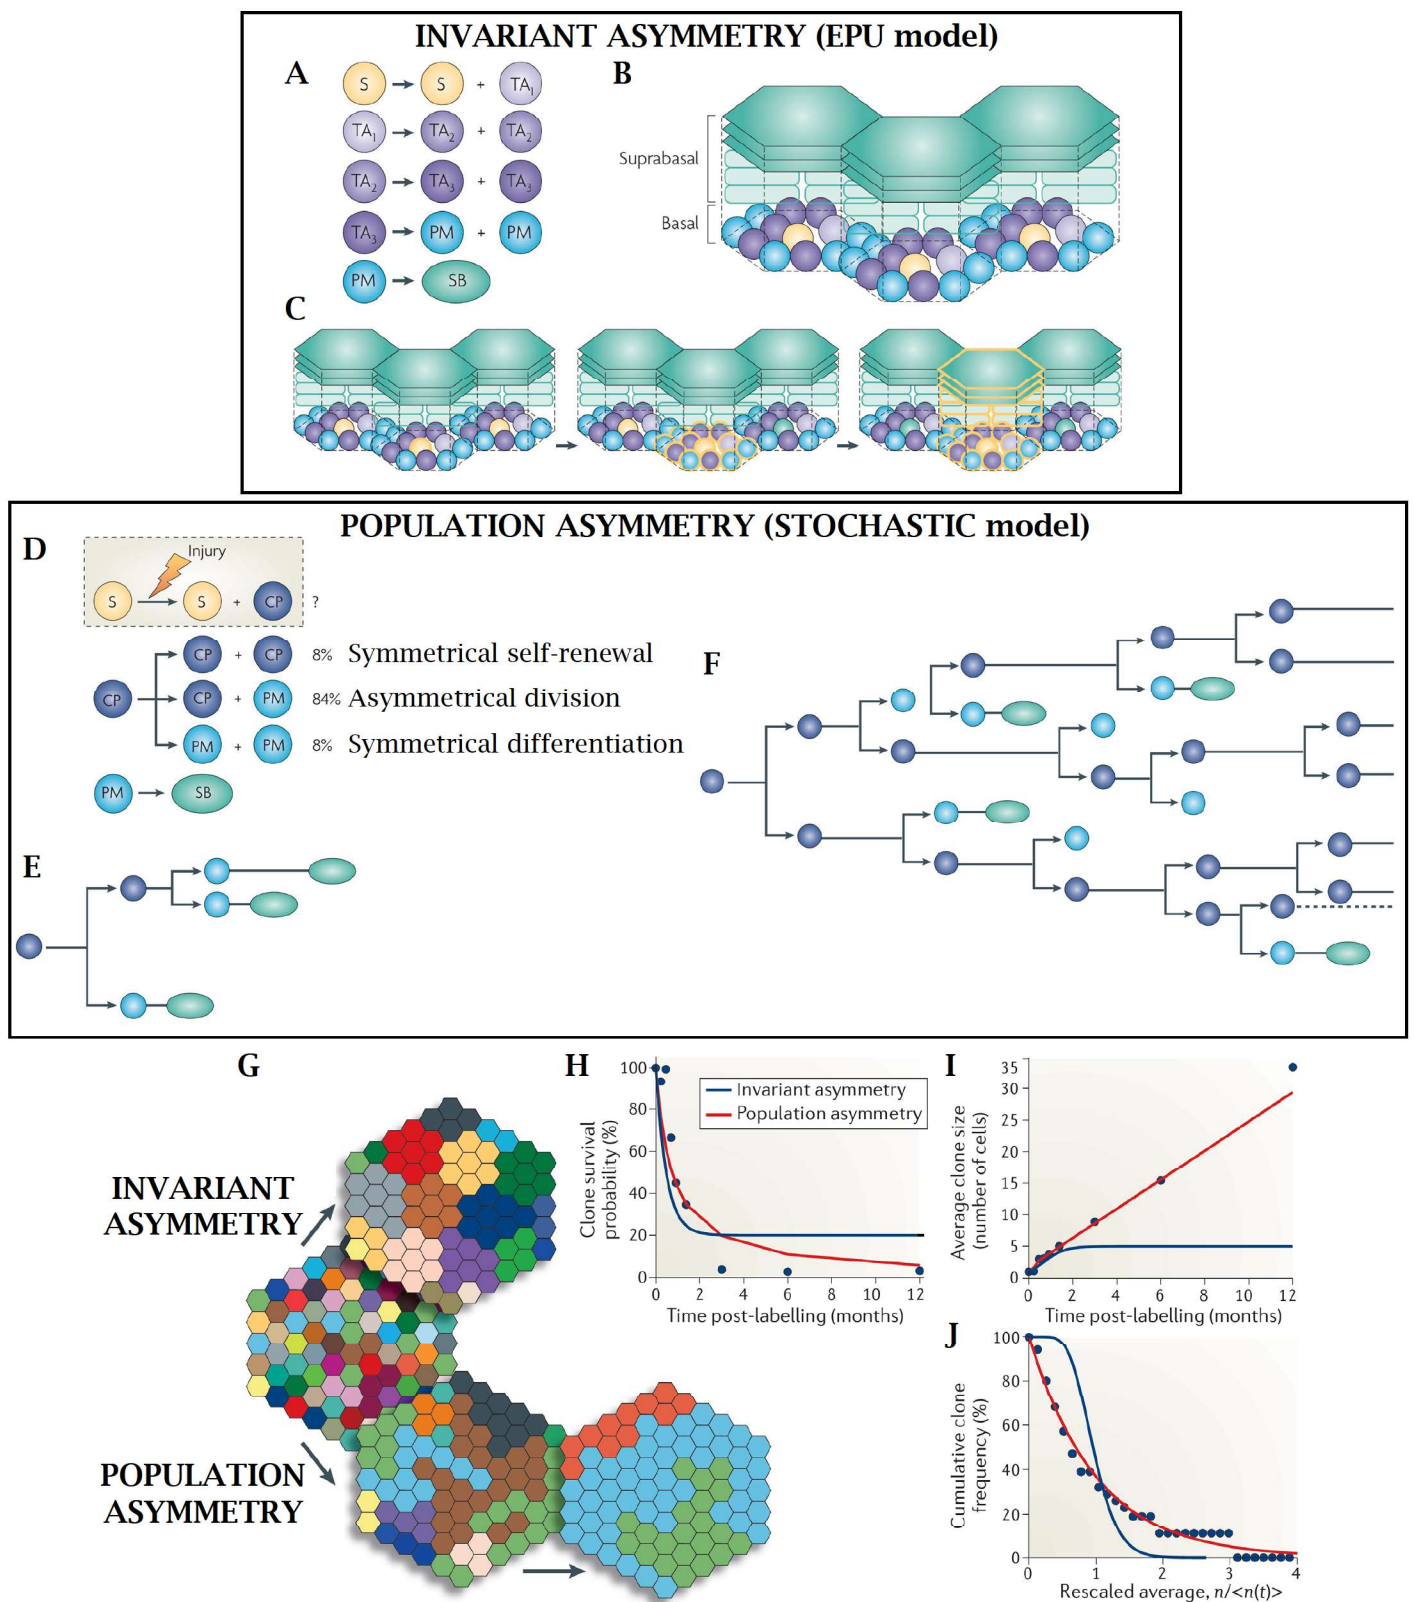 INVARIANT ASYMMETRY (EPU model)
A
S S + TA1
TA1 TA2 + TA2
TA2 TA3 + TA3
TA3 PM + PM
PM SB
B
Suprabasal
Basal
C
POPULATION ASYMMETRY (STOCHASTIC model)
D
Injury
S S + CP ?
CP + CP 8% Symmetrical self-renewal
CP CP + PM 84% Asymmetrical division
PM + PM 8% Symmetrical differentiation
PM SB
E
F
G
INVARIANT
ASYMMETRY
POPULATION
ASYMMETRY
H
Clone survival
probability (%)
100
80
60
40
20
0
Invariant asymmetry
Population asymmetry
0 2 4 6 8 10 12
Time post-labelling (months)
I
Average clone size
(number of cells)
35
30
25
20
15
10
5
0
0 2 4 6 8 10 12
Time post-labelling (months)
J
Cumulative clone
frequency (%)
100
80
60
40
20
0
0 1 2 3 4
Rescaled average, n/<n(t)>